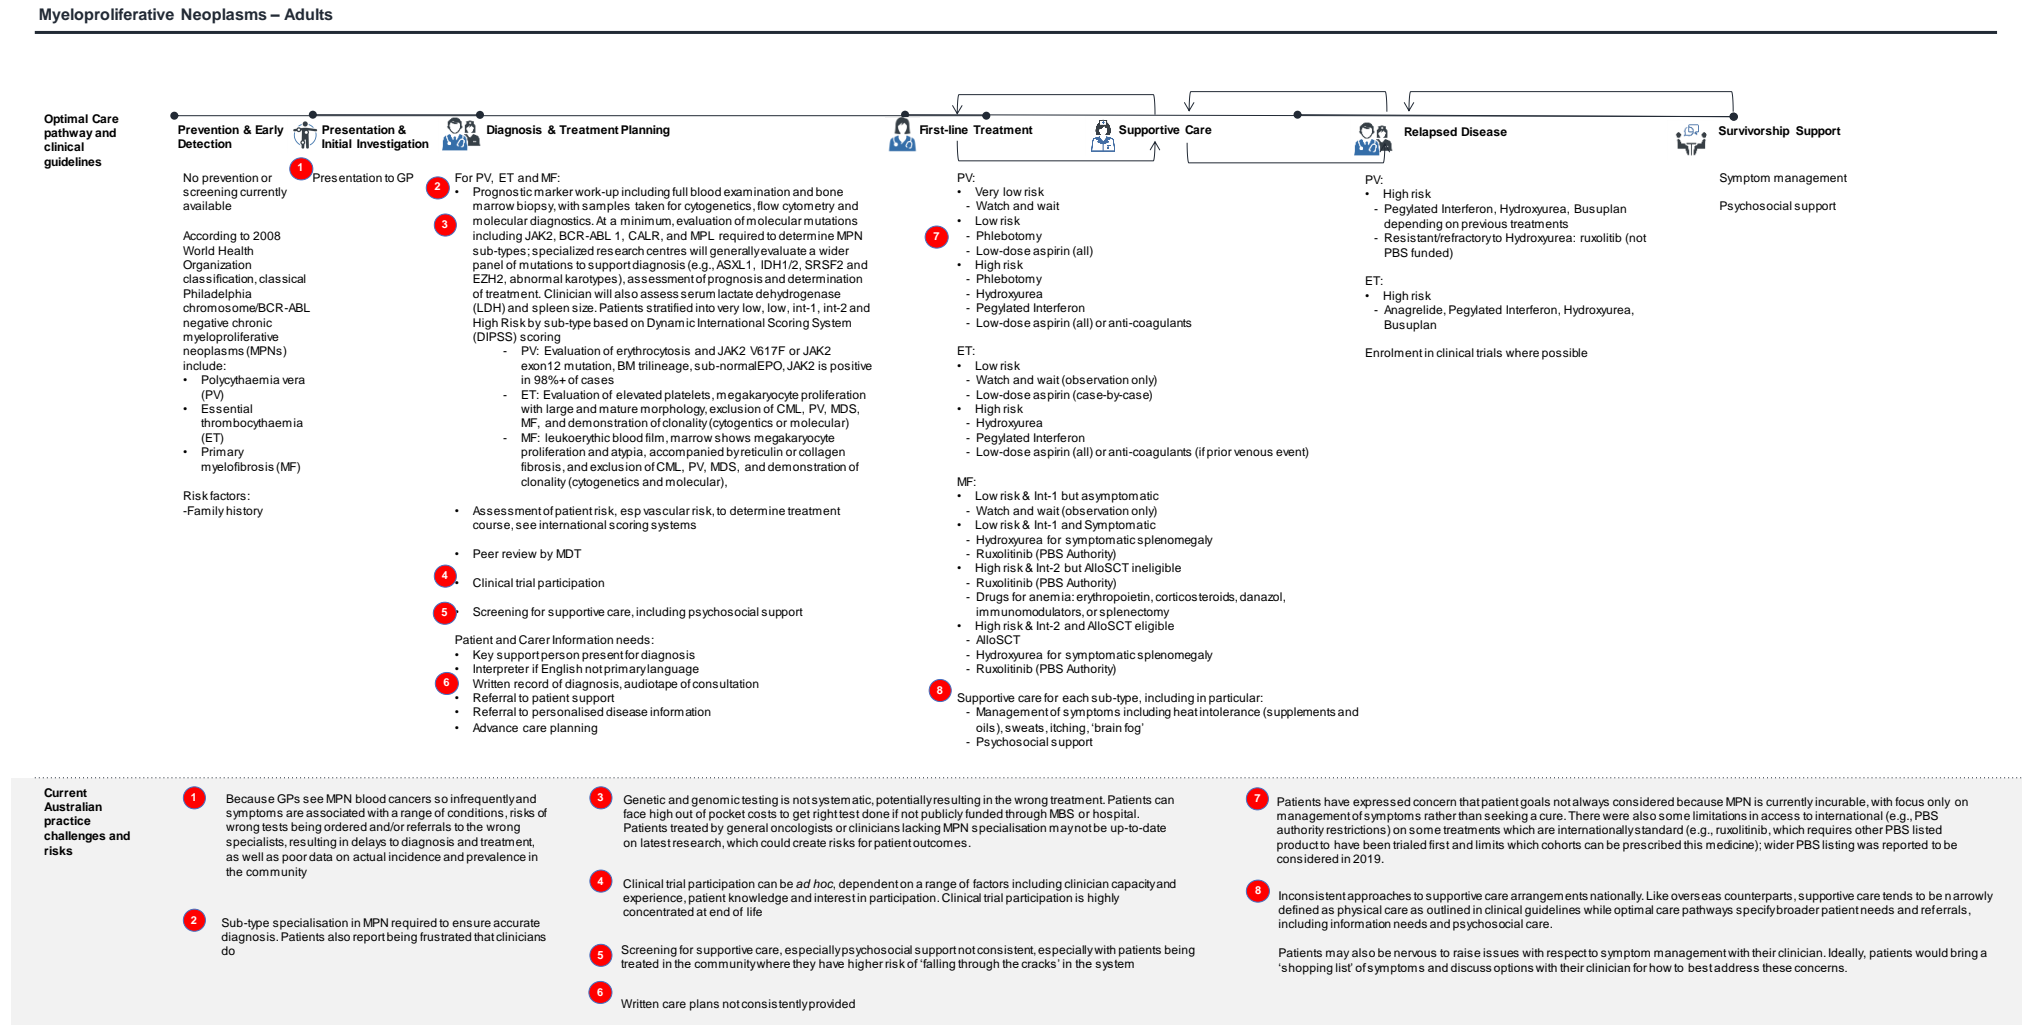 Myeloproliferative Neoplasms – Adults
Optimal Care
pathway and
clinical
guidelines
Prevention & Early
Detection
Presentation &
Initial Investigation
Diagnosis & Treatment Planning
First-line Treatment
Supportive Care
Relapsed Disease
Survivorship Support
No prevention or
screening currently
available
According to 2008
World Health
Organization
classification, classical
Philadelphia
chromosome/BCR-ABL
negative chronic
myeloproliferative
neoplasms (MPNs)
include:
• Polycythaemia vera
(PV)
• Essential
thrombocythaemia
(ET)
• Primary
myelofibrosis (MF)
Risk factors:
-Family history
1
Presentation to GP
2
3
4
5
6
For PV, ET and MF:
• Prognostic marker work-up including full blood examination and bone
marrow biopsy, with samples taken for cytogenetics, flow cytometry and
molecular diagnostics. At a minimum, evaluation of molecular mutations
including JAK2, BCR-ABL 1, CALR, and MPL required to determine MPN
sub-types; specialized research centres will generally evaluate a wider
panel of mutations to support diagnosis (e.g., ASXL1, IDH1/2, SRSF2 and
EZH2, abnormal karotypes), assessment of prognosis and determination
of treatment. Clinician will also assess serum lactate dehydrogenase
(LDH) and spleen size. Patients stratified into very low, low, int-1, int-2 and
High Risk by sub-type based on Dynamic International Scoring System
(DIPSS) scoring
- PV: Evaluation of erythrocytosis and JAK2 V617F or JAK2
exon12 mutation, BM trilineage, sub-normal EPO, JAK2 is positive
in 98%+ of cases
- ET: Evaluation of elevated platelets, megakaryocyte proliferation
with large and mature morphology, exclusion of CML, PV, MDS,
MF, and demonstration of clonality (cytogentics or molecular)
- MF: leukoerythic blood film, marrow shows megakaryocyte
proliferation and atypia, accompanied by reticulin or collagen
fibrosis, and exclusion of CML, PV, MDS, and demonstration of
clonality (cytogenetics and molecular),
• Assessment of patient risk, esp vascular risk, to determine treatment
course, see international scoring systems
• Peer review by MDT
• Clinical trial participation
• Screening for supportive care, including psychosocial support
Patient and Carer Information needs:
• Key support person present for diagnosis
• Interpreter if English not primary language
• Written record of diagnosis, audiotape of consultation
• Referral to patient support
• Referral to personalised disease information
• Advance care planning
7
8
PV:
• Very low risk
- Watch and wait
• Low risk
- Phlebotomy
- Low-dose aspirin (all)
• High risk
- Phlebotomy
- Hydroxyurea
- Pegylated Interferon
- Low-dose aspirin (all) or anti-coagulants
ET:
• Low risk
- Watch and wait (observation only)
- Low-dose aspirin (case-by-case)
• High risk
- Hydroxyurea
- Pegylated Interferon
- Low-dose aspirin (all) or anti-coagulants (if prior venous event)
MF:
• Low risk & Int-1 but asymptomatic
- Watch and wait (observation only)
• Low risk & Int-1 and Symptomatic
- Hydroxyurea for symptomatic splenomegaly
- Ruxolitinib (PBS Authority)
• High risk & Int-2 but AlloSCT ineligible
- Ruxolitinib (PBS Authority)
- Drugs for anemia: erythropoietin, corticosteroids, danazol,
immunomodulators, or splenectomy
• High risk & Int-2 and AlloSCT eligible
- AlloSCT
- Hydroxyurea for symptomatic splenomegaly
- Ruxolitinib (PBS Authority)
Supportive care for each sub-type, including in particular:
- Management of symptoms including heat intolerance (supplements and
oils), sweats, itching, ‘brain fog’
- Psychosocial support
PV:
• High risk
- Pegylated Interferon, Hydroxyurea, Busuplan
depending on previous treatments
- Resistant/refractory to Hydroxyurea: ruxolitib (not
PBS funded)
ET:
• High risk
- Anagrelide, Pegylated Interferon, Hydroxyurea,
Busuplan
Enrolment in clinical trials where possible
Symptom management
Psychosocial support
Current
Australian
practice
challenges and
risks
1
Because GPs see MPN blood cancers so infrequently and
symptoms are associated with a range of conditions, risks of
wrong tests being ordered and/or referrals to the wrong
specialists, resulting in delays to diagnosis and treatment,
as well as poor data on actual incidence and prevalence in
the community
2
Sub-type specialisation in MPN required to ensure accurate
diagnosis. Patients also report being frustrated that clinicians
do
3
Genetic and genomic testing is not systematic, potentially resulting in the wrong treatment. Patients can
face high out of pocket costs to get right test done if not publicly funded through MBS or hospital.
Patients treated by general oncologists or clinicians lacking MPN specialisation may not be up-to-date
on latest research, which could create risks for patient outcomes.
4
Clinical trial participation can be ad hoc, dependent on a range of factors including clinician capacity and
experience, patient knowledge and interest in participation. Clinical trial participation is highly
concentrated at end of life
5
Screening for supportive care, especially psychosocial support not consistent, especially with patients being
treated in the community where they have higher risk of ‘falling through the cracks’ in the system
6
Written care plans not consistently provided
7
Patients have expressed concern that patient goals not always considered because MPN is currently incurable, with focus only on
management of symptoms rather than seeking a cure. There were also some limitations in access to international (e.g., PBS
authority restrictions) on some treatments which are internationally standard (e.g., ruxolitinib, which requires other PBS listed
product to have been trialed first and limits which cohorts can be prescribed this medicine); wider PBS listing was reported to be
considered in 2019.
8
Inconsistent approaches to supportive care arrangements nationally. Like overseas counterparts, supportive care tends to be narrowly
defined as physical care as outlined in clinical guidelines while optimal care pathways specify broader patient needs and referrals,
including information needs and psychosocial care.
Patients may also be nervous to raise issues with respect to symptom management with their clinician. Ideally, patients would bring a
‘shopping list’ of symptoms and discuss options with their clinician for how to best address these concerns.